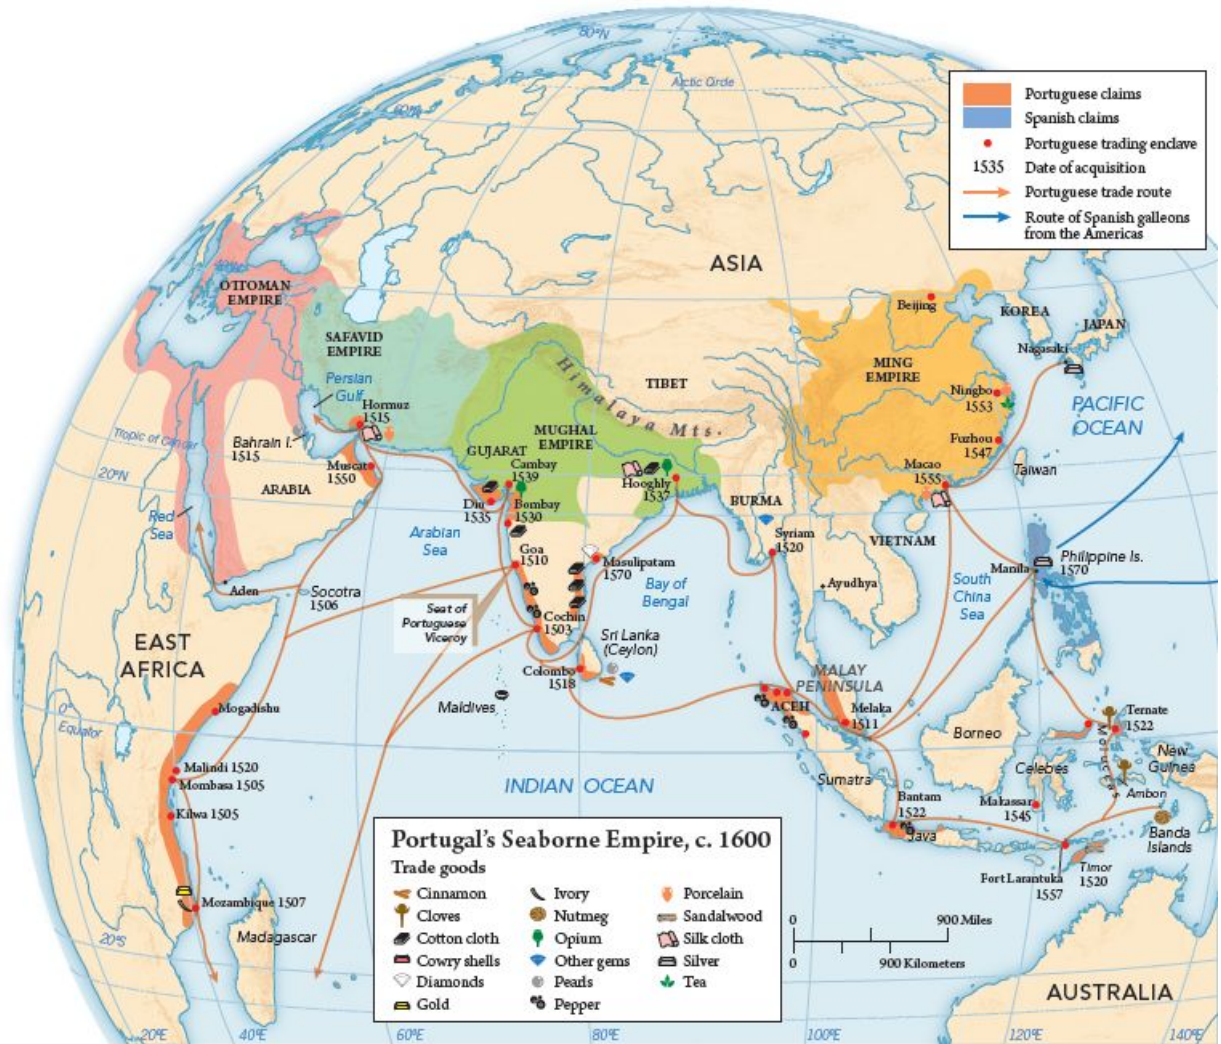 80°N
Arctic Circle
60°N
Portuguese claims
Spanish claims
Portuguese trading enclave
1535 Date of acquisition
Portuguese trade route
Route of Spanish galleons
from the Americas
ASIA
OTTOMAN
EMPIRE
SAFAVID
EMPIRE
Persian
Gulf
Hormuz
1515
Bahrain I.
1515
Tropic of Cancer
20°N
Muscat
1550
ARABIA
Red
Sea
Aden
Socotra
1506
Himalaya Mts.
TIBET
MUGHAL
EMPIRE
GUJARAT
Cambay
1539
Diu
1535
Bombay
1530
Hooghly
1537
Arabian
Sea
Goa
1510
Masulipatam
1570
Bay of
Bengal
Seat of
Portuguese
Viceroy
Cochin
1503
Sri Lanka
(Ceylon)
Colombo
1518
Maldives
BURMA
Syriam
1520
Ayudhya
VIETNAM
MING
EMPIRE
Beijing
KOREA
JAPAN
Nagasaki
Ningbo
1553
PACIFIC
OCEAN
Fuzhou
1547
Macao
1555
Taiwan
Philippine Is.
1570
Manila
South
China
Sea
EAST
AFRICA
Mogadishu
0°
Equator
Malindi 1520
Mombasa 1505
Kilwa 1505
Mozambique 1507
Madagascar
20°S
INDIAN OCEAN
MALAY
PENINSULA
ACEH
Melaka
1511
Sumatra
Borneo
Celebes
Moluccas
Ternate
1522
New
Guinea
Ambon
Makassar
1545
Bantam
1522
Java
Banda
Islands
Timor
1520
Fort Larantuka
1557
AUSTRALIA
Portugal's Seaborne Empire, c. 1600
Trade goods
Cinnamon
Cloves
Cotton cloth
Cowry shells
Diamonds
Gold
Ivory
Nutmeg
Opium
Other gems
Pearls
Pepper
Porcelain
Sandalwood
Silk cloth
Silver
Tea
0 900 Miles
0 900 Kilometers
20°E
40°E
60°E
80°E
100°E
120°E
140°E